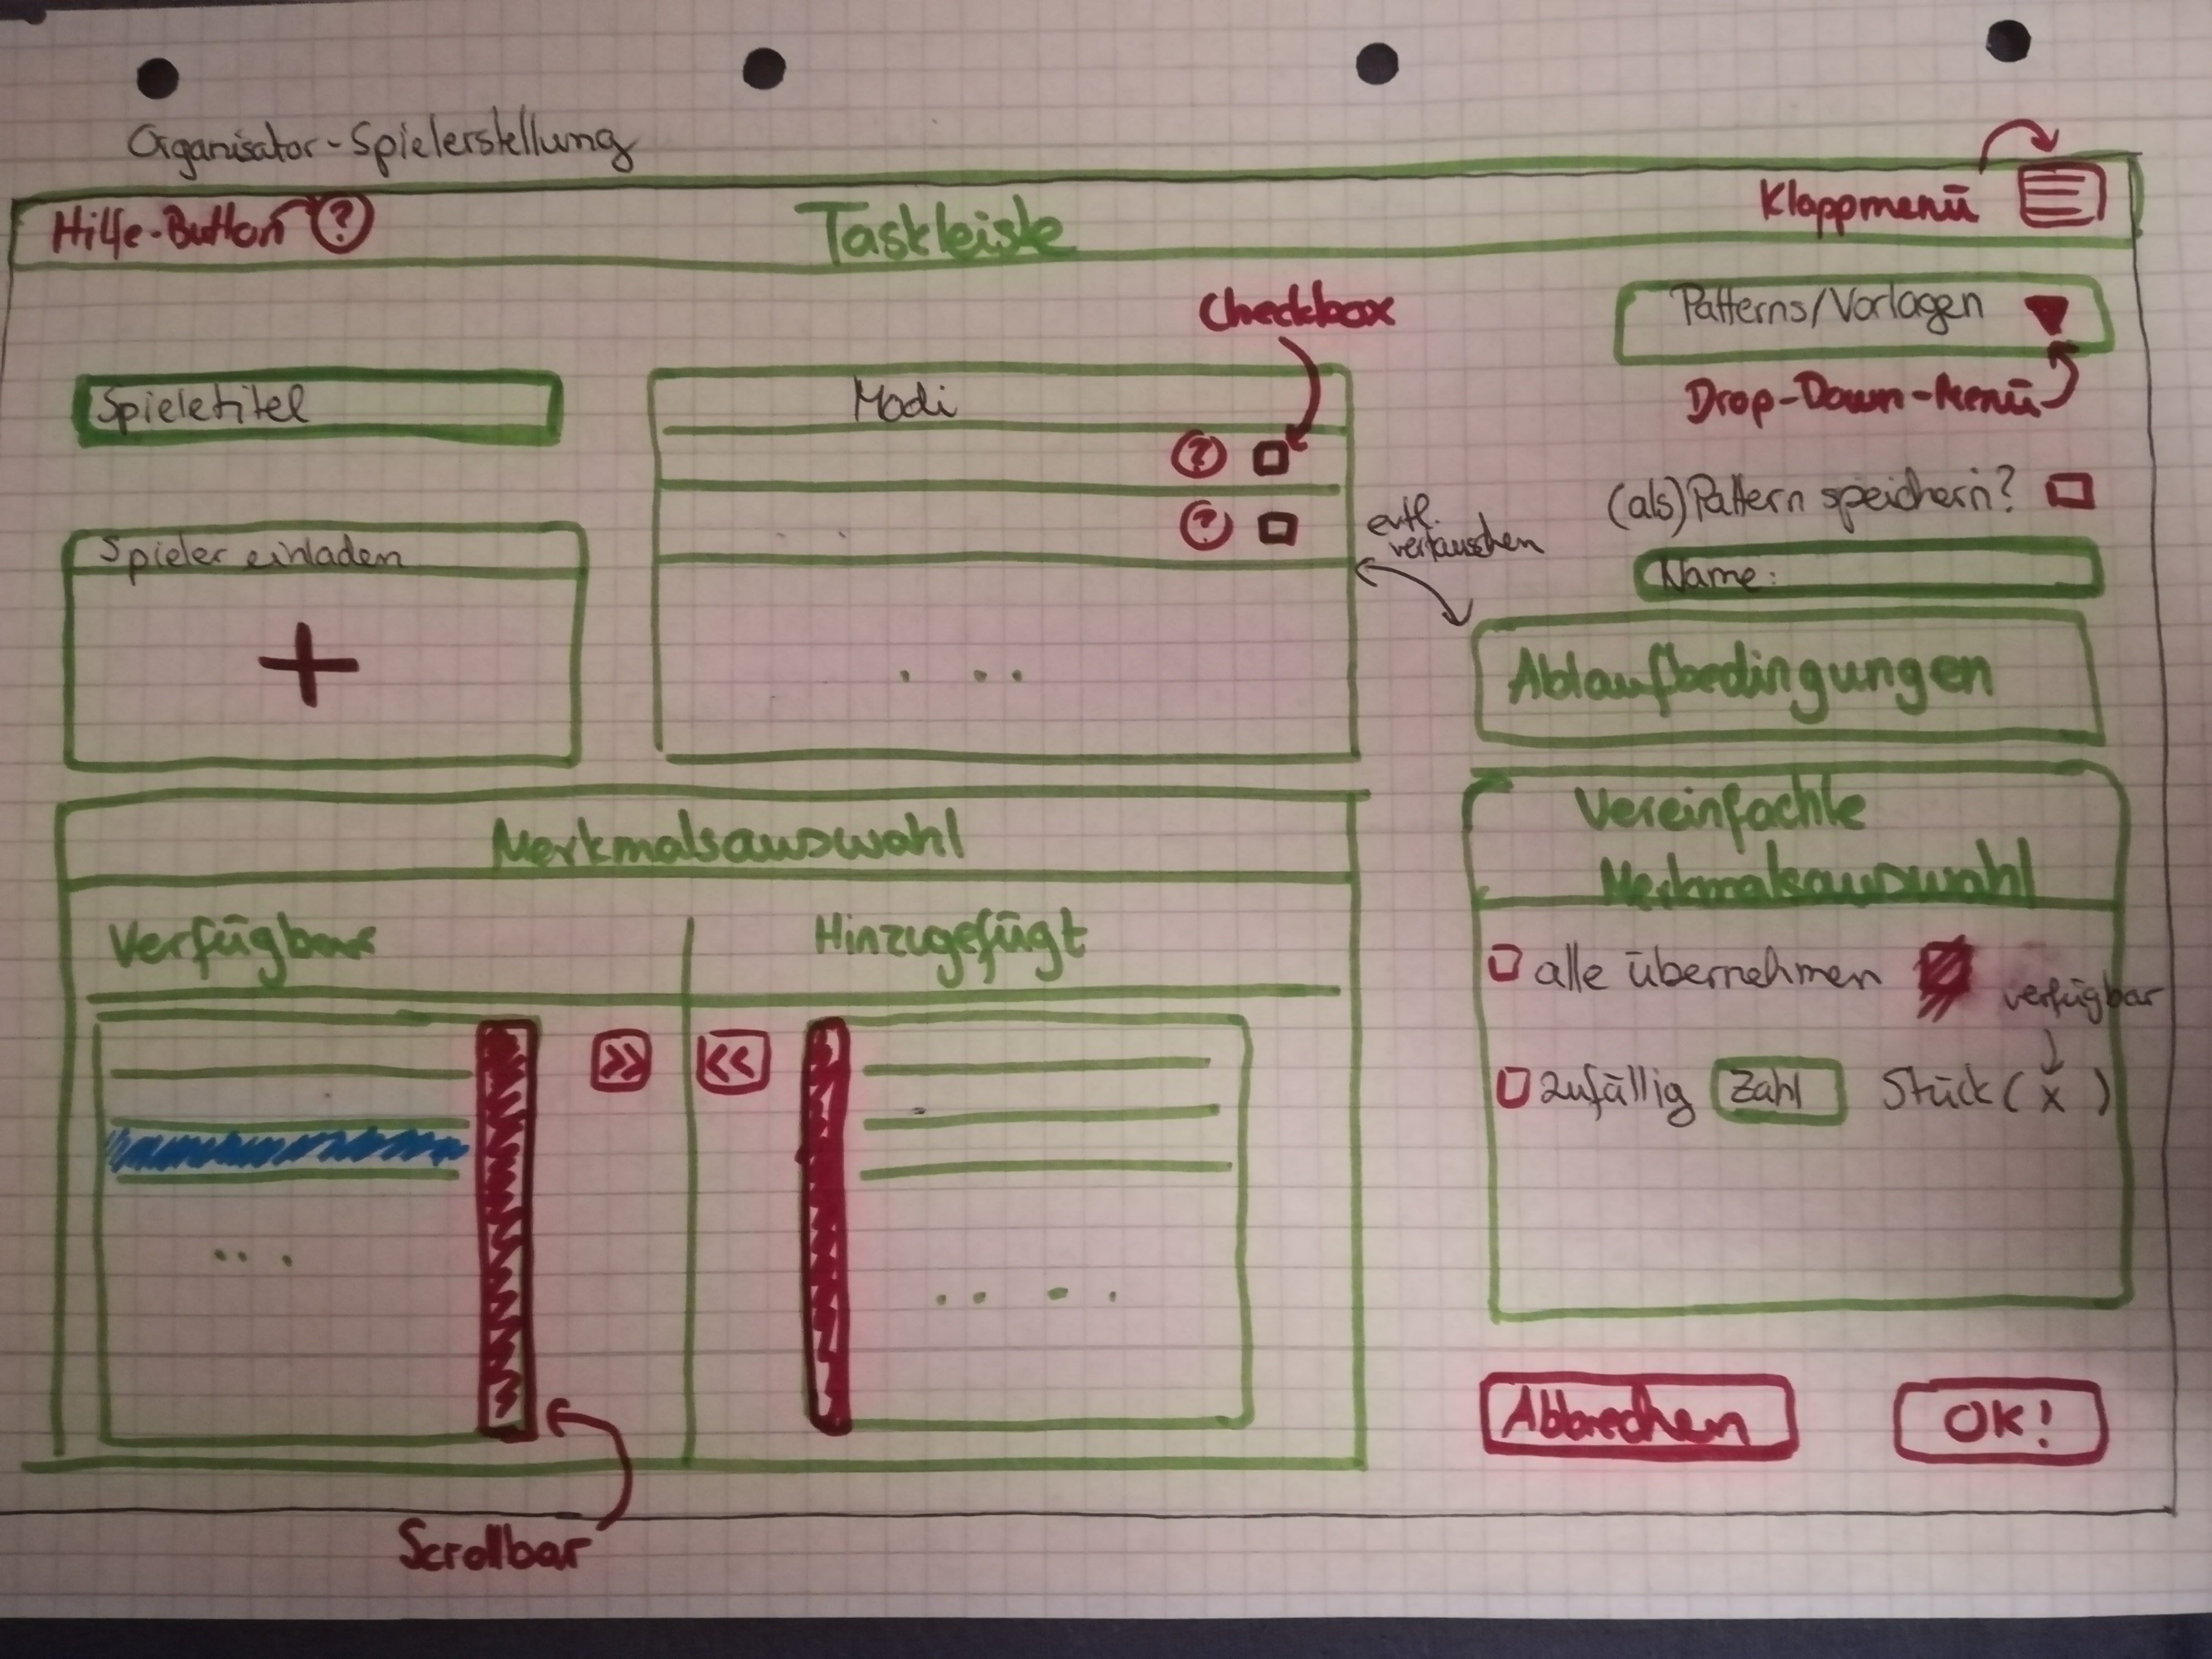 Organisator-Spielerstellung
Hilfe-Button ?
Taskleiste
Klappmenü
Checkbox
Patterns/Vorlagen
Drop-Down-Menü
Spieletitel
Modi
?
?
evtl.
vertauschen
(als) Pattern speichern?
Name:
Spieler einladen
+
. . .
Ablaufbedingungen
Merkmalsauswahl
Verfügbar
Hinzugefügt
>>
<<
. . .
. . . .
Scrollbar
Vereinfachte
Merkmalsauswahl
alle übernehmen
verfügbar
zufällig Zahl Stück ( x )
Abbrechen
OK!